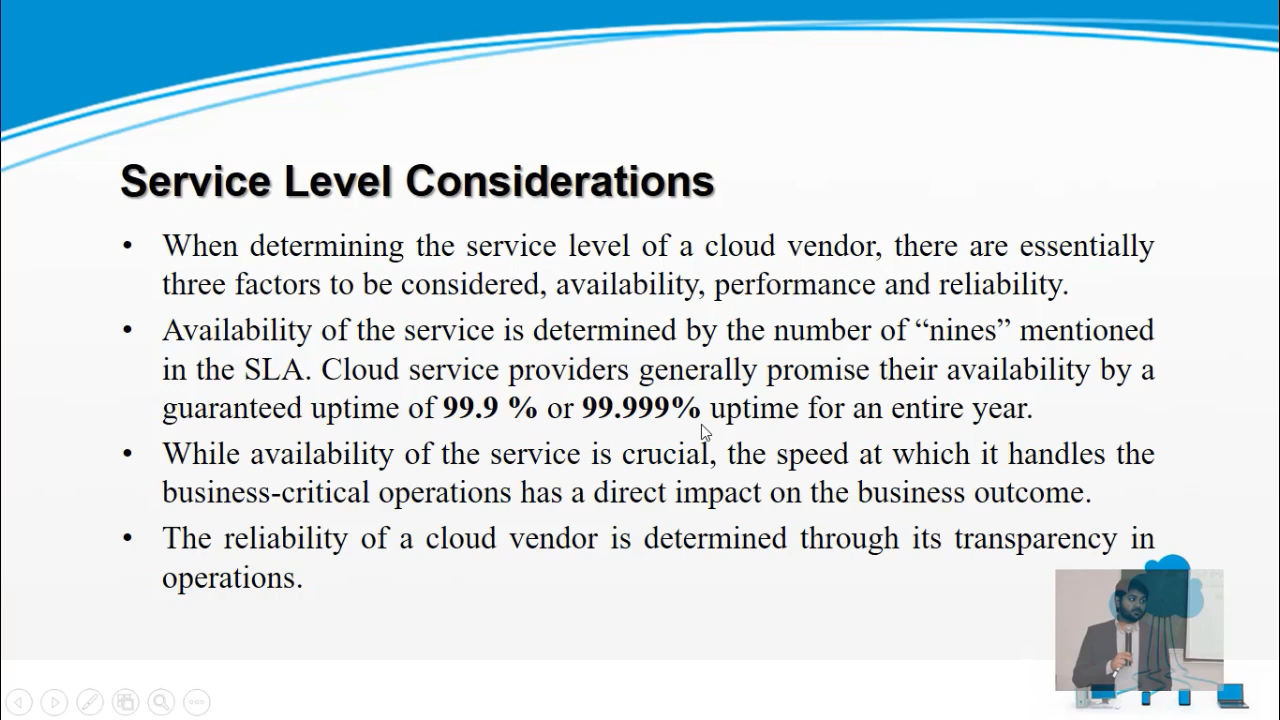 Service Level Considerations
• When determining the service level of a cloud vendor, there are essentially
three factors to be considered, availability, performance and reliability.
• Availability of the service is determined by the number of “nines” mentioned
in the SLA. Cloud service providers generally promise their availability by a
guaranteed uptime of 99.9 % or 99.999% uptime for an entire year.
• While availability of the service is crucial, the speed at which it handles the
business-critical operations has a direct impact on the business outcome.
• The reliability of a cloud vendor is determined through its transparency in
operations.